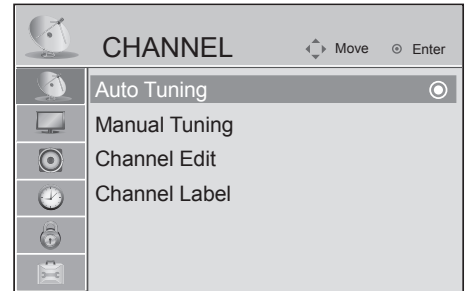 CHANNEL Move Enter
Auto Tuning
Manual Tuning
Channel Edit
Channel Label